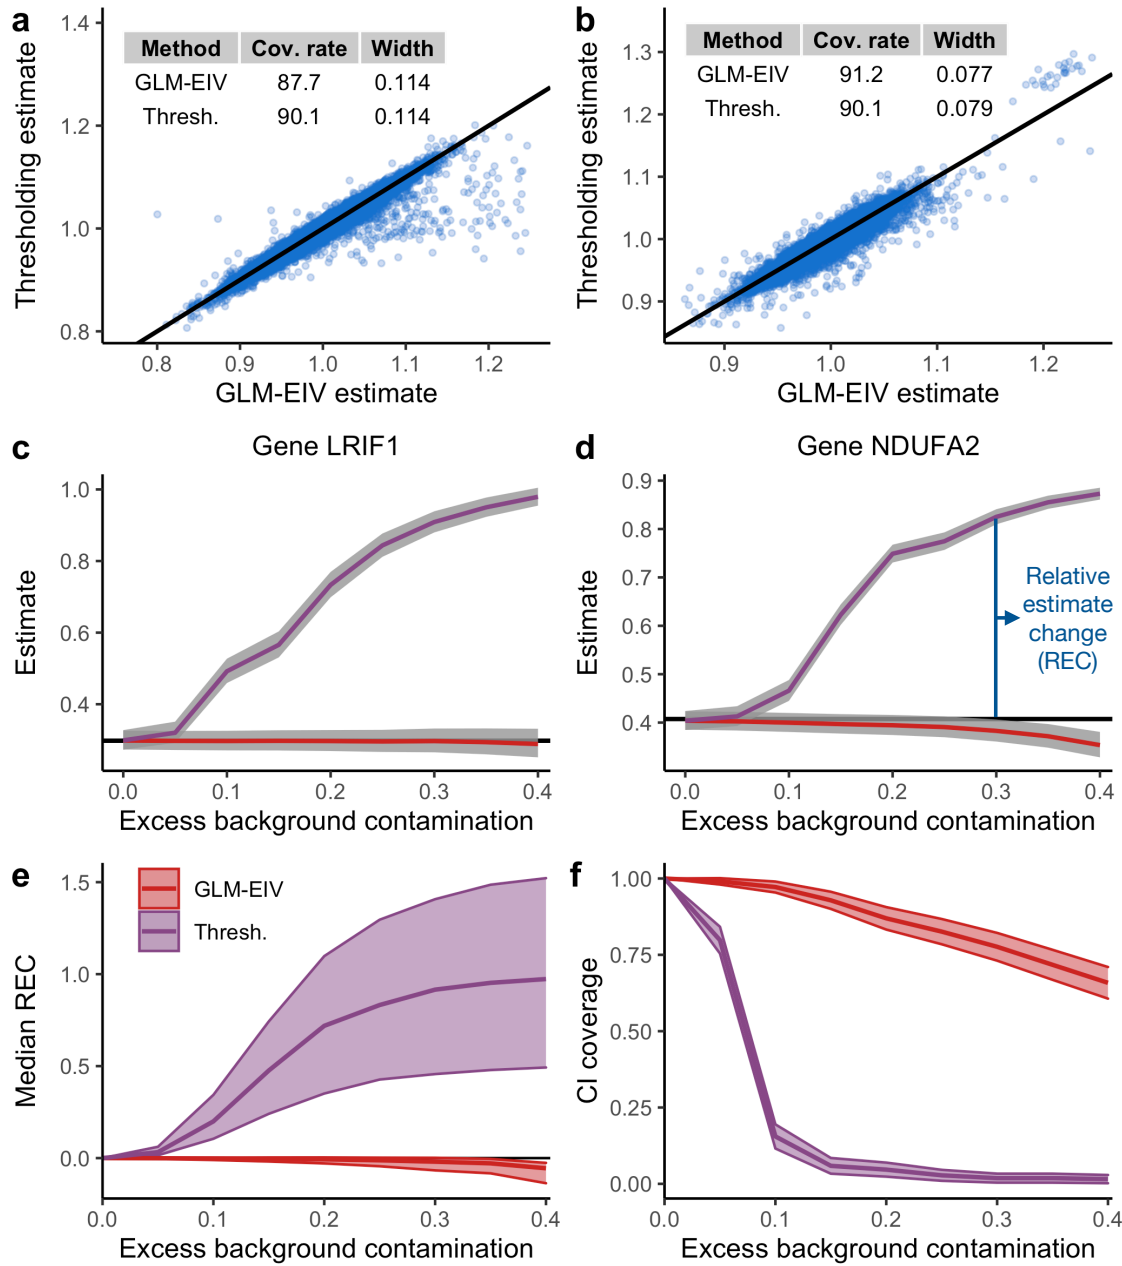 a
Method Cov. rate Width
GLM-EIV 87.7 0.114
Thresh. 90.1 0.114
Thresholding estimate
1.4
1.2
1.0
0.8
0.8 0.9 1.0 1.1 1.2
GLM-EIV estimate
b
Method Cov. rate Width
GLM-EIV 91.2 0.077
Thresh. 90.1 0.079
Thresholding estimate
1.3
1.2
1.1
1.0
0.9
0.9 1.0 1.1 1.2
GLM-EIV estimate
c
Gene LRIF1
Estimate
1.0
0.8
0.6
0.4
0.0 0.1 0.2 0.3 0.4
Excess background contamination
d
Gene NDUFA2
Estimate
0.9
0.8
0.7
0.6
0.5
0.4
Relative
estimate
change
(REC)
0.0 0.1 0.2 0.3 0.4
Excess background contamination
e
GLM-EIV
Thresh.
Median REC
1.5
1.0
0.5
0.0
0.0 0.1 0.2 0.3 0.4
Excess background contamination
f
CI coverage
1.00
0.75
0.50
0.25
0.00
0.0 0.1 0.2 0.3 0.4
Excess background contamination